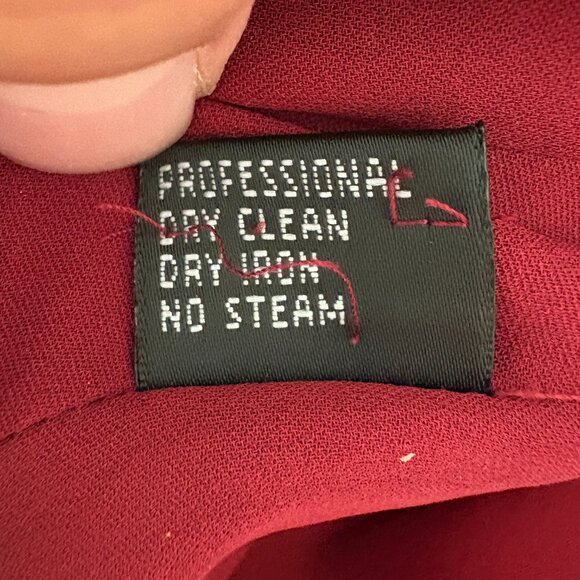 PROFESSIONAL
DRY CLEAN
DRY IRON
NO STEAM